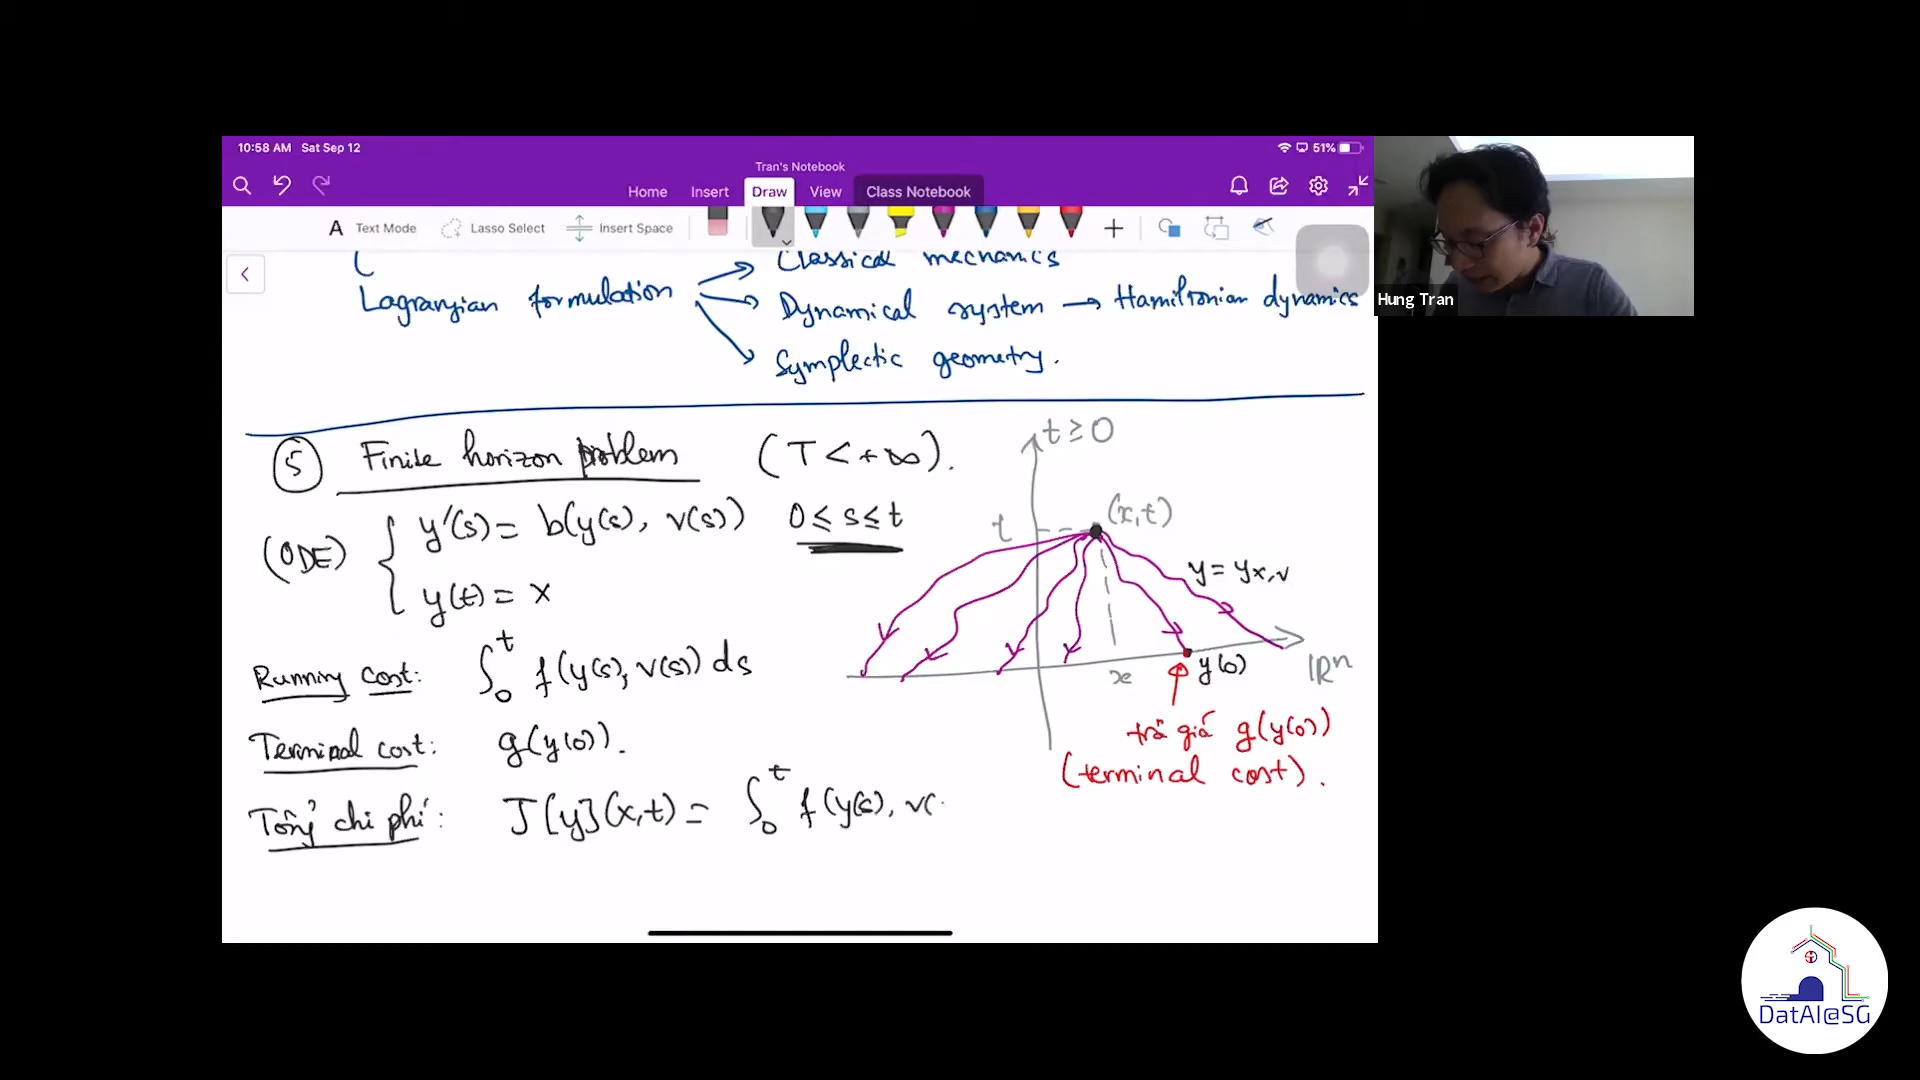 10:58 AM Sat Sep 12
51%
Tran's Notebook
Home Insert Draw View Class Notebook
A Text Mode Lasso Select Insert Space
Classical mechanics
Lagrangian formulation
Dynamical system → Hamiltonian dynamics
Symplectic geometry.
Hung Tran
⑤ Finite horizon problem (T < +∞).
(ODE) { y'(s) = b(y(s), v(s)) 0 ≤ s ≤ t
y(t) = x
Running cost: ∫₀ᵗ f(y(s), v(s)) ds
Terminal cost: g(y(0)).
Tổng chi phí: J[y](x,t) = ∫₀ᵗ f(y(s), v(
t ≥ 0
t
(x,t)
y = yx,v
x
y(0)
ℝⁿ
trả giá g(y(0))
(terminal cost).
DatAI@SG